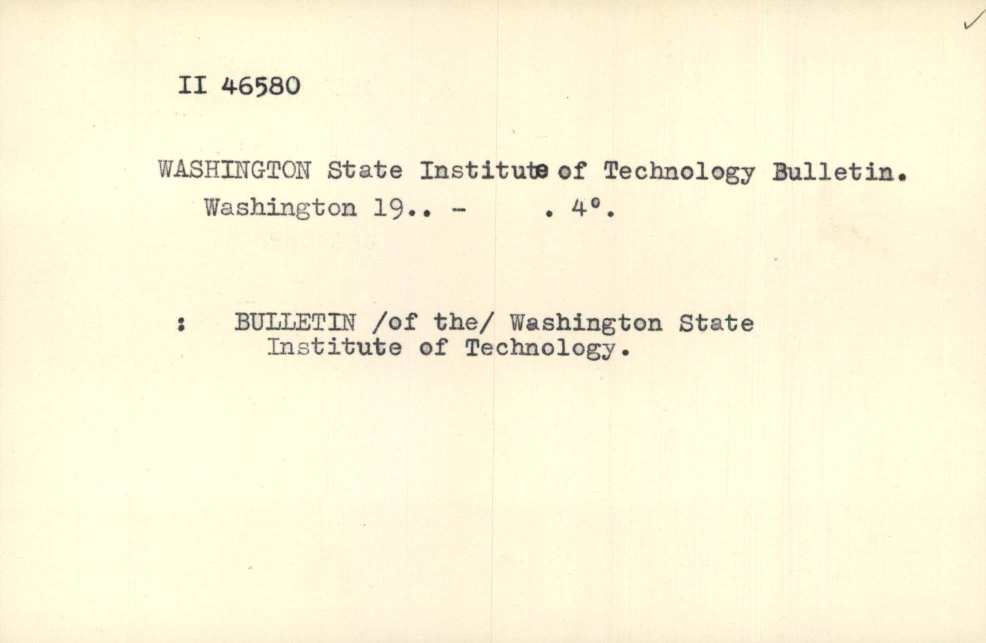 II 46580
WASHINGTON State Institute of Technology Bulletin.
Washington 19.. - . 4°.
: BULLETIN /of the/ Washington State
Institute of Technology.